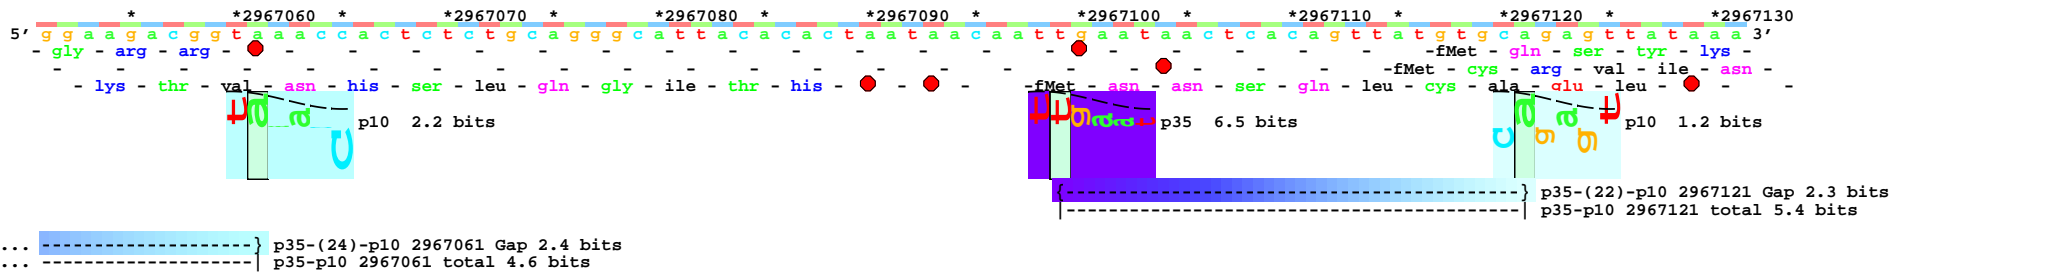 * *2967060 * *2967070 * *2967080 * *2967090 * *2967100 * *2967110 * *2967120 * *2967130
5' g g a a g a c g g t a a a c c a c t c t c t g c a g g g c a t t a c a c a c t a a t a a c a a t t g a a t a a c t c a c a g t t a t g t g c a g a g t t a t a a a 3'
- gly - arg - arg - - - - - - - - - - - - - - - - - -fMet - gln - ser - tyr - lys -
- - - - - - - - - - - - - - - - - - - - - -fMet - cys - arg - val - ile - asn -
- lys - thr - val - asn - his - ser - leu - gln - gly - ile - thr - his - - - -fMet - asn - asn - ser - gln - leu - cys - ala - glu - leu - - -
t a a c p10 2.2 bits t t g a a t p35 6.5 bits c a g a g t p10 1.2 bits
{----------------------------------------------} p35-(22)-p10 2967121 Gap 2.3 bits
|----------------------------------------------| p35-p10 2967121 total 5.4 bits
... ---------------------} p35-(24)-p10 2967061 Gap 2.4 bits
... ---------------------| p35-p10 2967061 total 4.6 bits